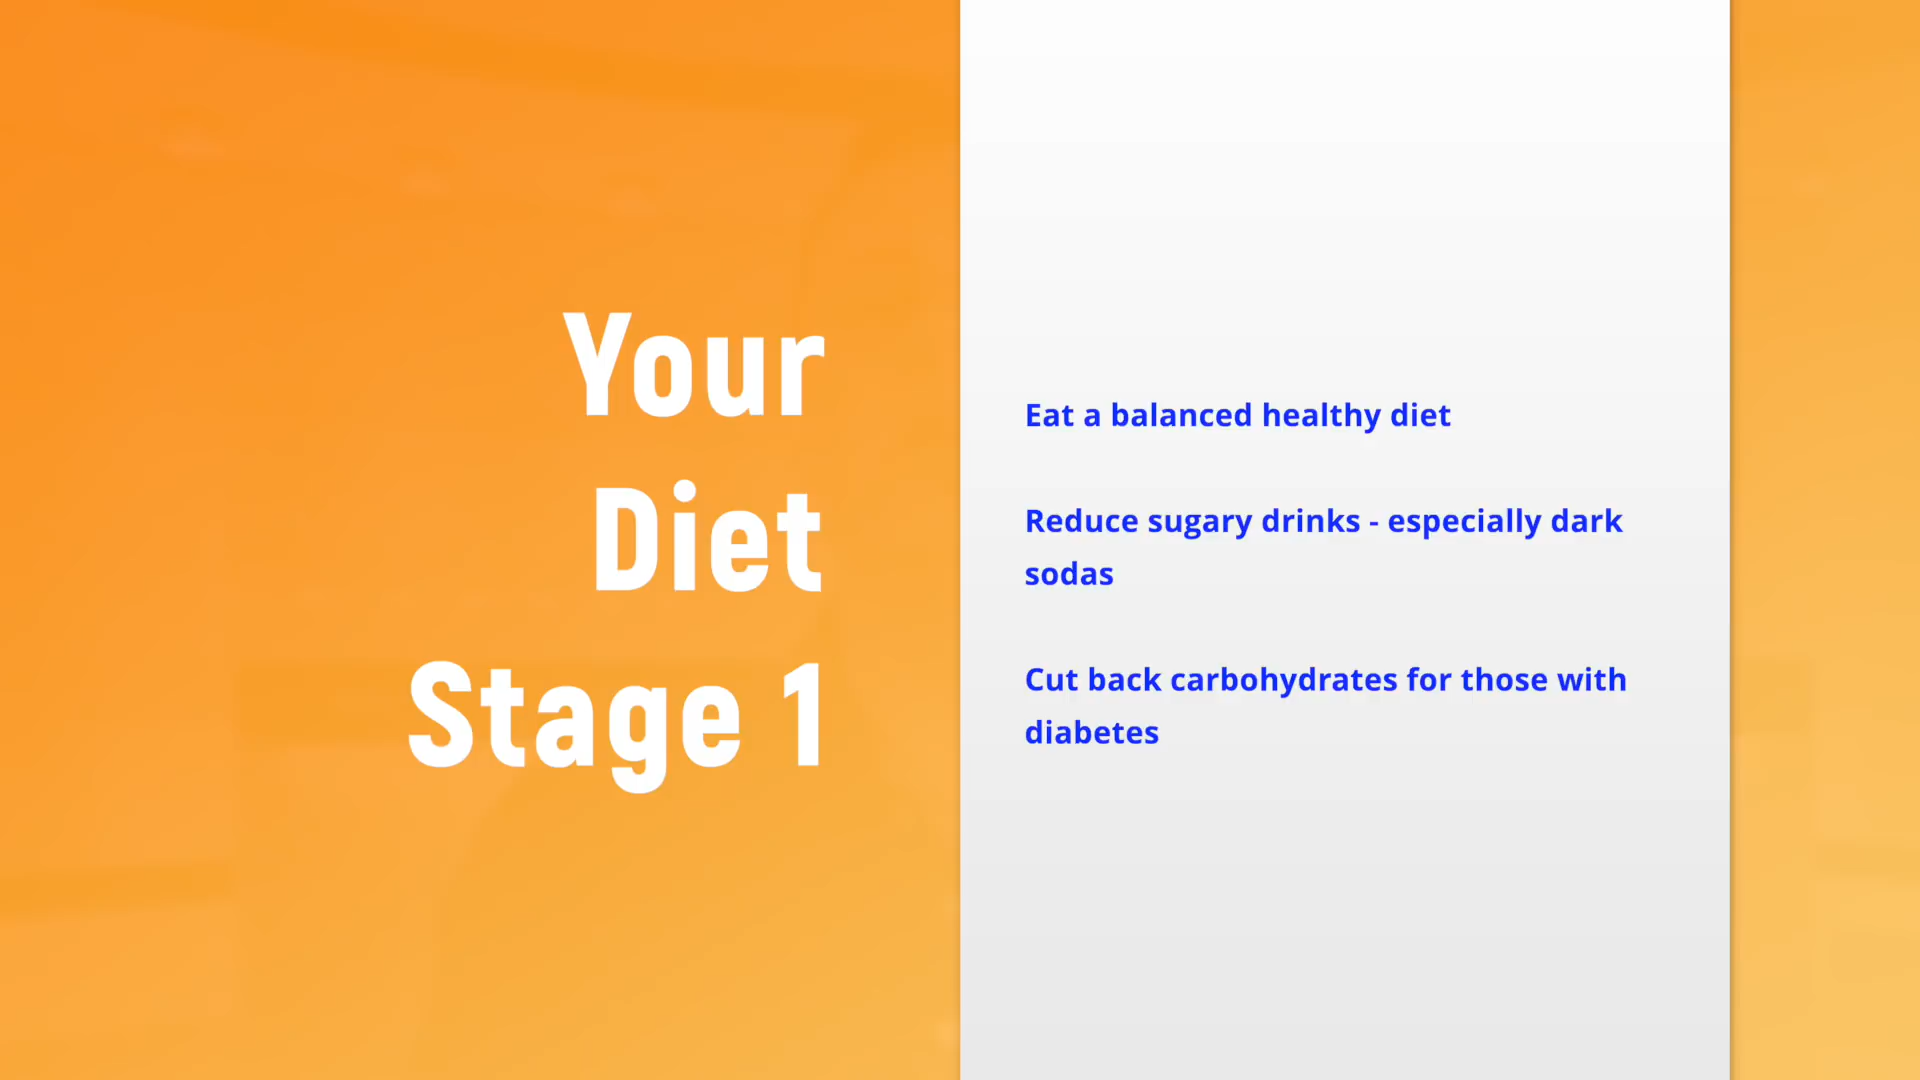 Your
Diet
Stage 1
Eat a balanced healthy diet
Reduce sugary drinks - especially dark
sodas
Cut back carbohydrates for those with
diabetes